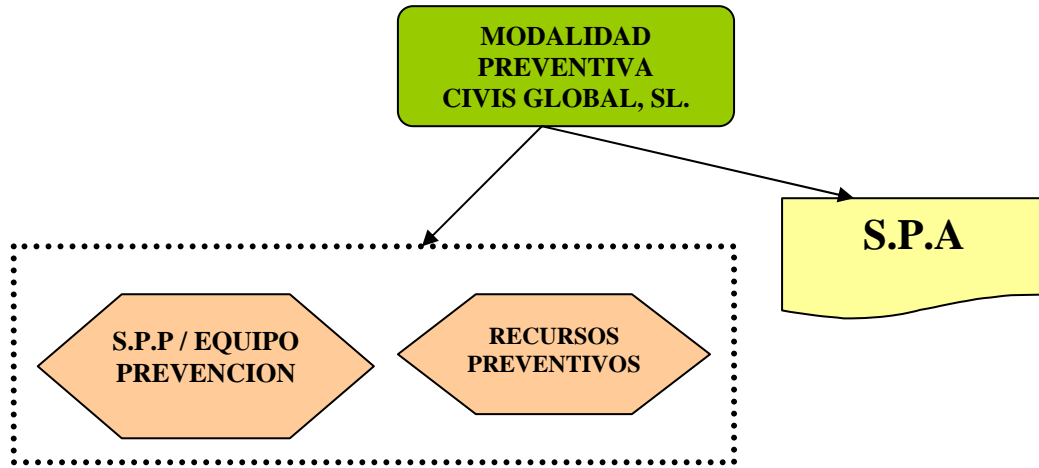 MODALIDAD
PREVENTIVA
CIVIS GLOBAL, SL.
S.P.A
S.P.P / EQUIPO
PREVENCION
RECURSOS
PREVENTIVOS